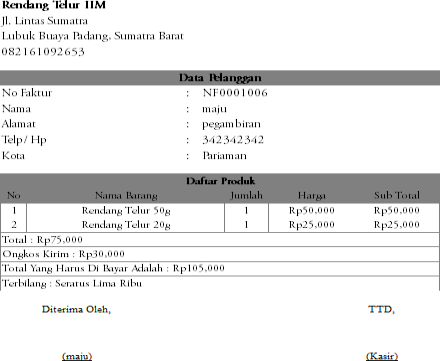 Rendang Telur IIM
Jl. Lintas Sumatra
Lubuk Buaya Padang, Sumatra Barat
082161092653
Data Pelanggan
No Faktur : NF0001006
Nama : maju
Alamat : pegambiran
Telp/ Hp : 342342342
Kota : Pariaman
Daftar Produk
No Nama Barang Jumlah Harga Sub Total
1 Rendang Telur 50g 1 Rp50,000 Rp50,000
2 Rendang Telur 20g 1 Rp25,000 Rp25,000
Total : Rp75,000
Ongkos Kirim : Rp30,000
Total Yang Harus Di Bayar Adalah : Rp105,000
Terbilang : Seratus Lima Ribu
Diterima Oleh, TTD,
(maju) (Kasir)